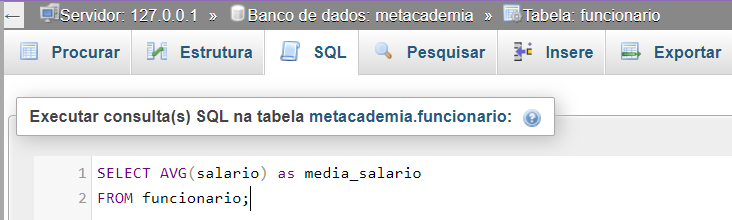 ← Servidor: 127.0.0.1 » Banco de dados: metacademia » Tabela: funcionario
Procurar Estrutura SQL Pesquisar Insere Exportar
Executar consulta(s) SQL na tabela metacademia.funcionario:
1 SELECT AVG(salario) as media_salario
2 FROM funcionario;